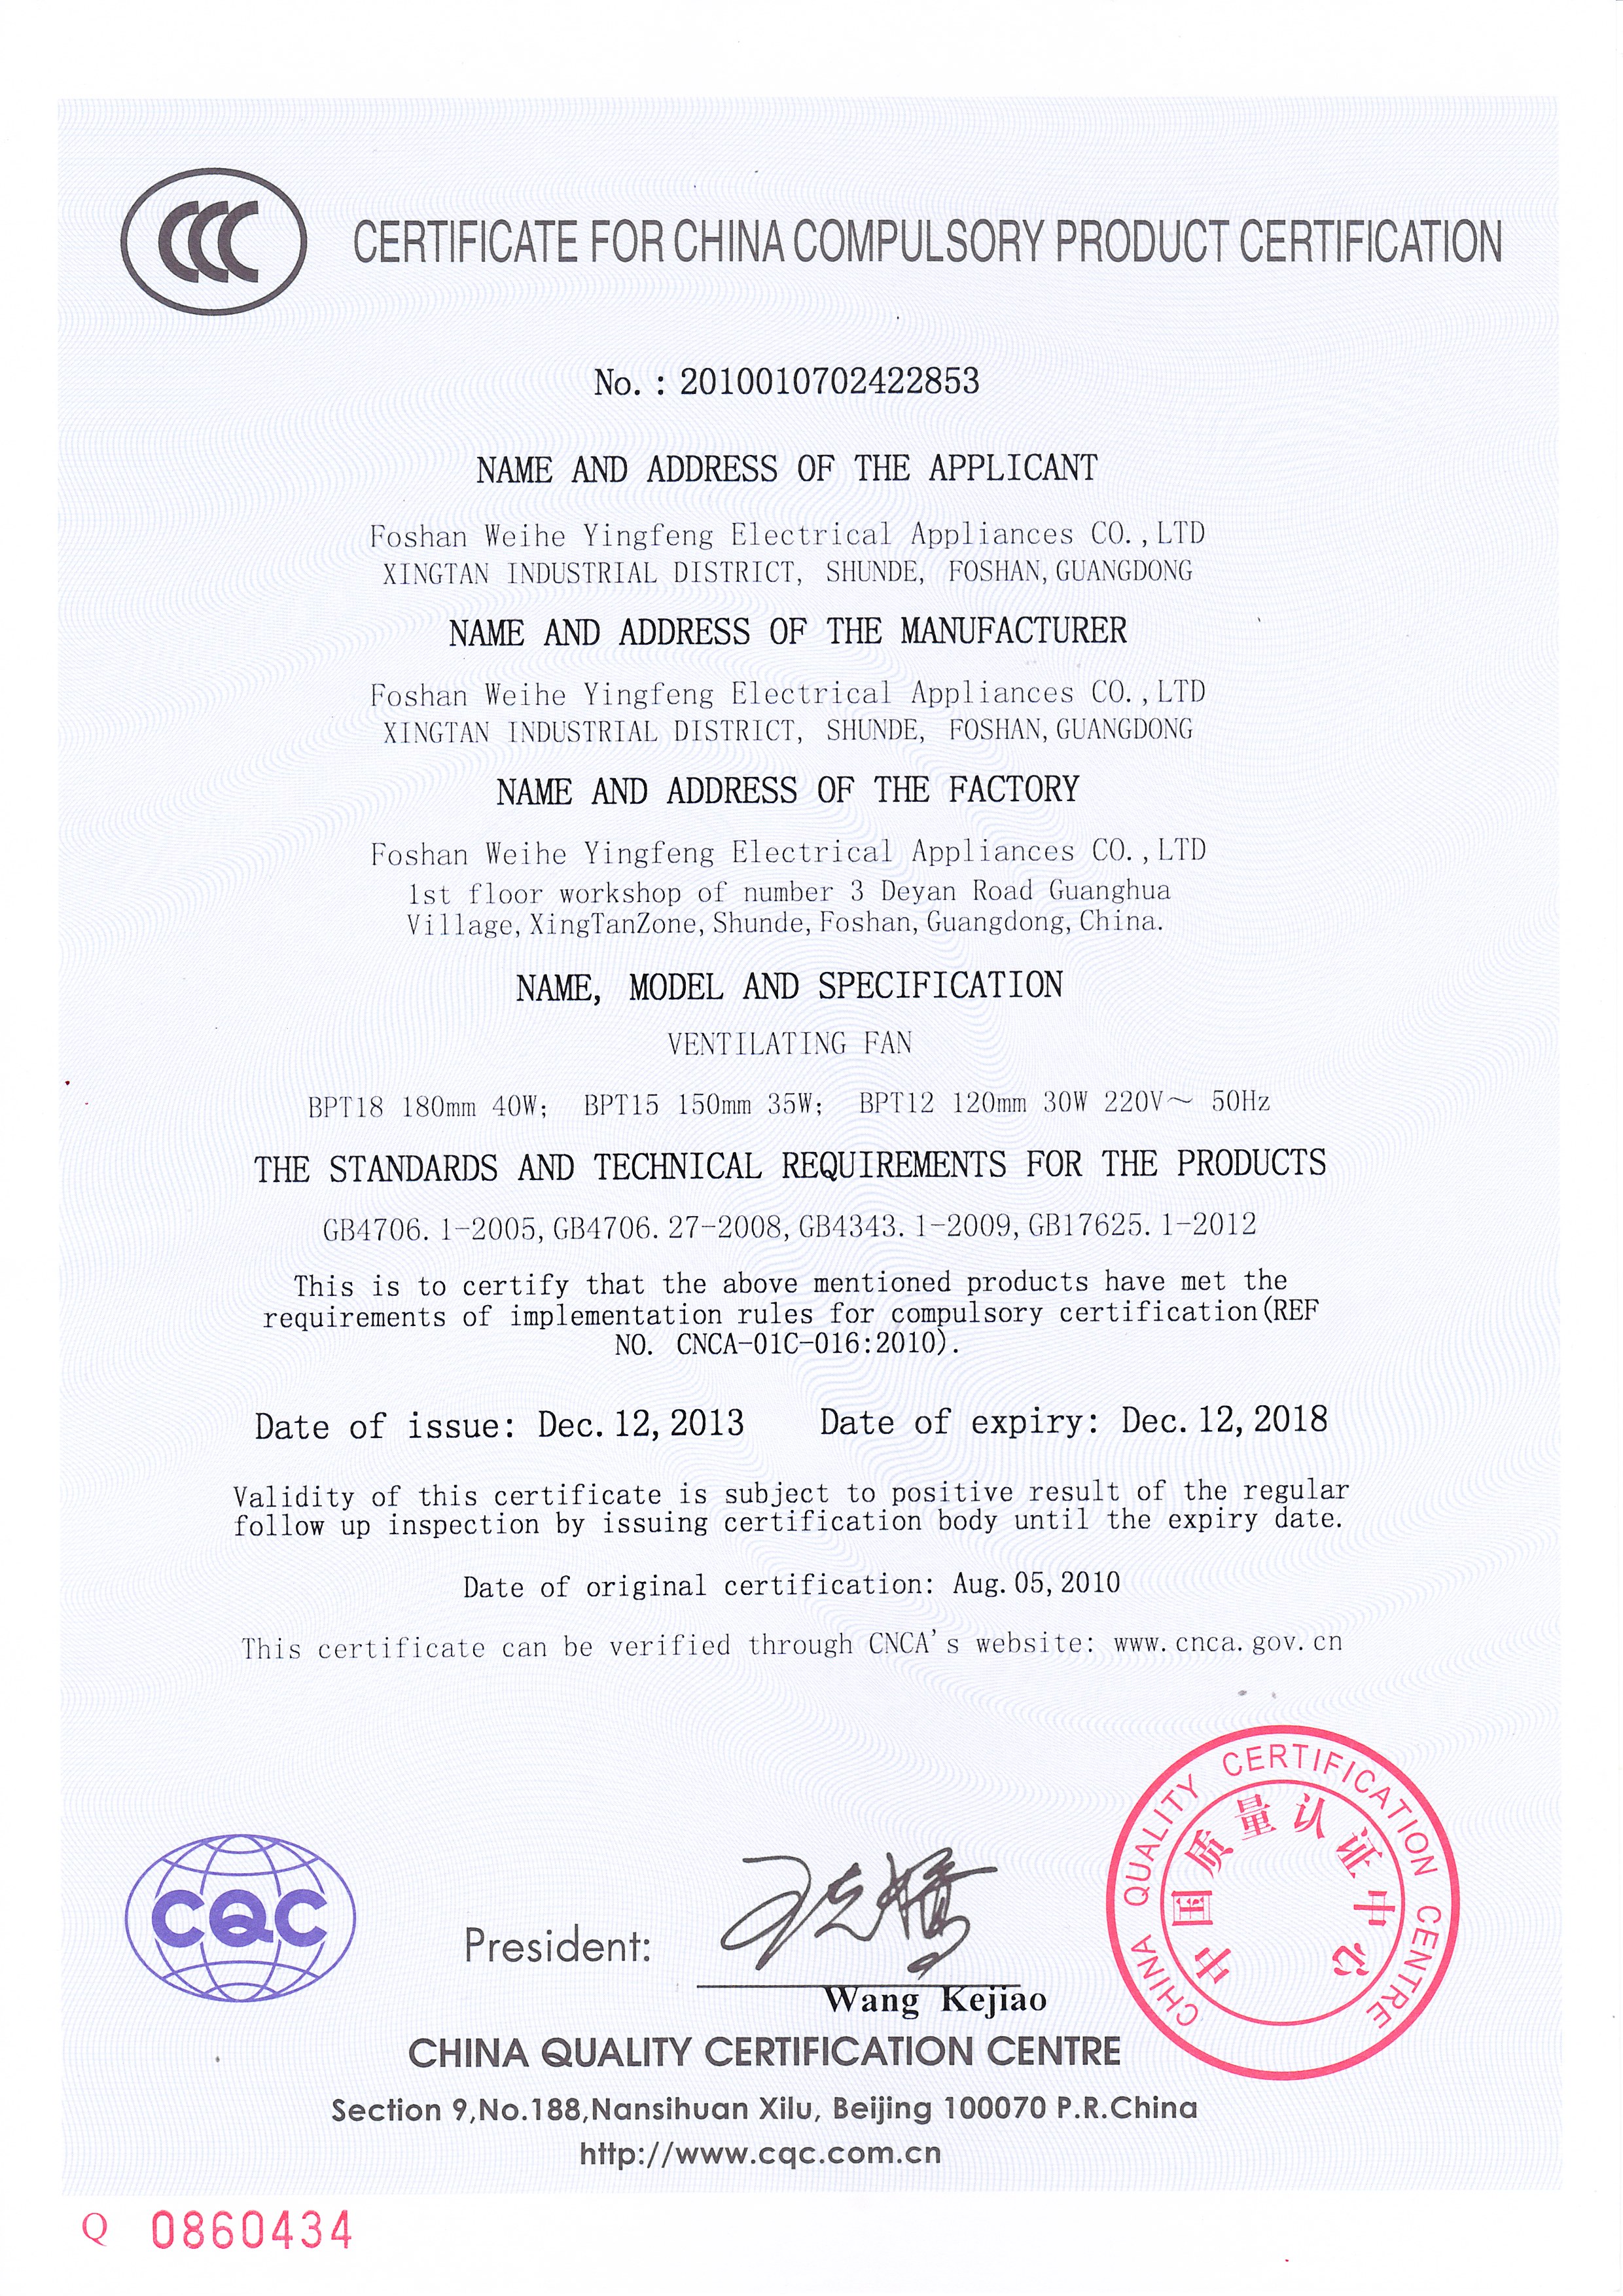 CCC
CERTIFICATE FOR CHINA COMPULSORY PRODUCT CERTIFICATION
No.: 2010010702422853
NAME AND ADDRESS OF THE APPLICANT
Foshan Weihe Yingfeng Electrical Appliances CO.,LTD
XINGTAN INDUSTRIAL DISTRICT, SHUNDE, FOSHAN,GUANGDONG
NAME AND ADDRESS OF THE MANUFACTURER
Foshan Weihe Yingfeng Electrical Appliances CO.,LTD
XINGTAN INDUSTRIAL DISTRICT, SHUNDE, FOSHAN,GUANGDONG
NAME AND ADDRESS OF THE FACTORY
Foshan Weihe Yingfeng Electrical Appliances CO.,LTD
1st floor workshop of number 3 Deyan Road Guanghua
Village,XingTanZone,Shunde,Foshan,Guangdong,China.
NAME, MODEL AND SPECIFICATION
VENTILATING FAN
BPT18 180mm 40W; BPT15 150mm 35W; BPT12 120mm 30W 220V～ 50Hz
THE STANDARDS AND TECHNICAL REQUIREMENTS FOR THE PRODUCTS
GB4706.1-2005,GB4706.27-2008,GB4343.1-2009,GB17625.1-2012
This is to certify that the above mentioned products have met the
requirements of implementation rules for compulsory certification(REF
NO. CNCA-01C-016:2010).
Date of issue: Dec.12,2013 Date of expiry: Dec.12,2018
Validity of this certificate is subject to positive result of the regular
follow up inspection by issuing certification body until the expiry date.
Date of original certification: Aug.05,2010
This certificate can be verified through CNCA's website: www.cnca.gov.cn
CHINA QUALITY CERTIFICATION CENTRE
中国质量认证中心
CQC
President:
王克娇
Wang Kejiao
CHINA QUALITY CERTIFICATION CENTRE
Section 9,No.188,Nansihuan Xilu, Beijing 100070 P.R.China
http://www.cqc.com.cn
Q 0860434